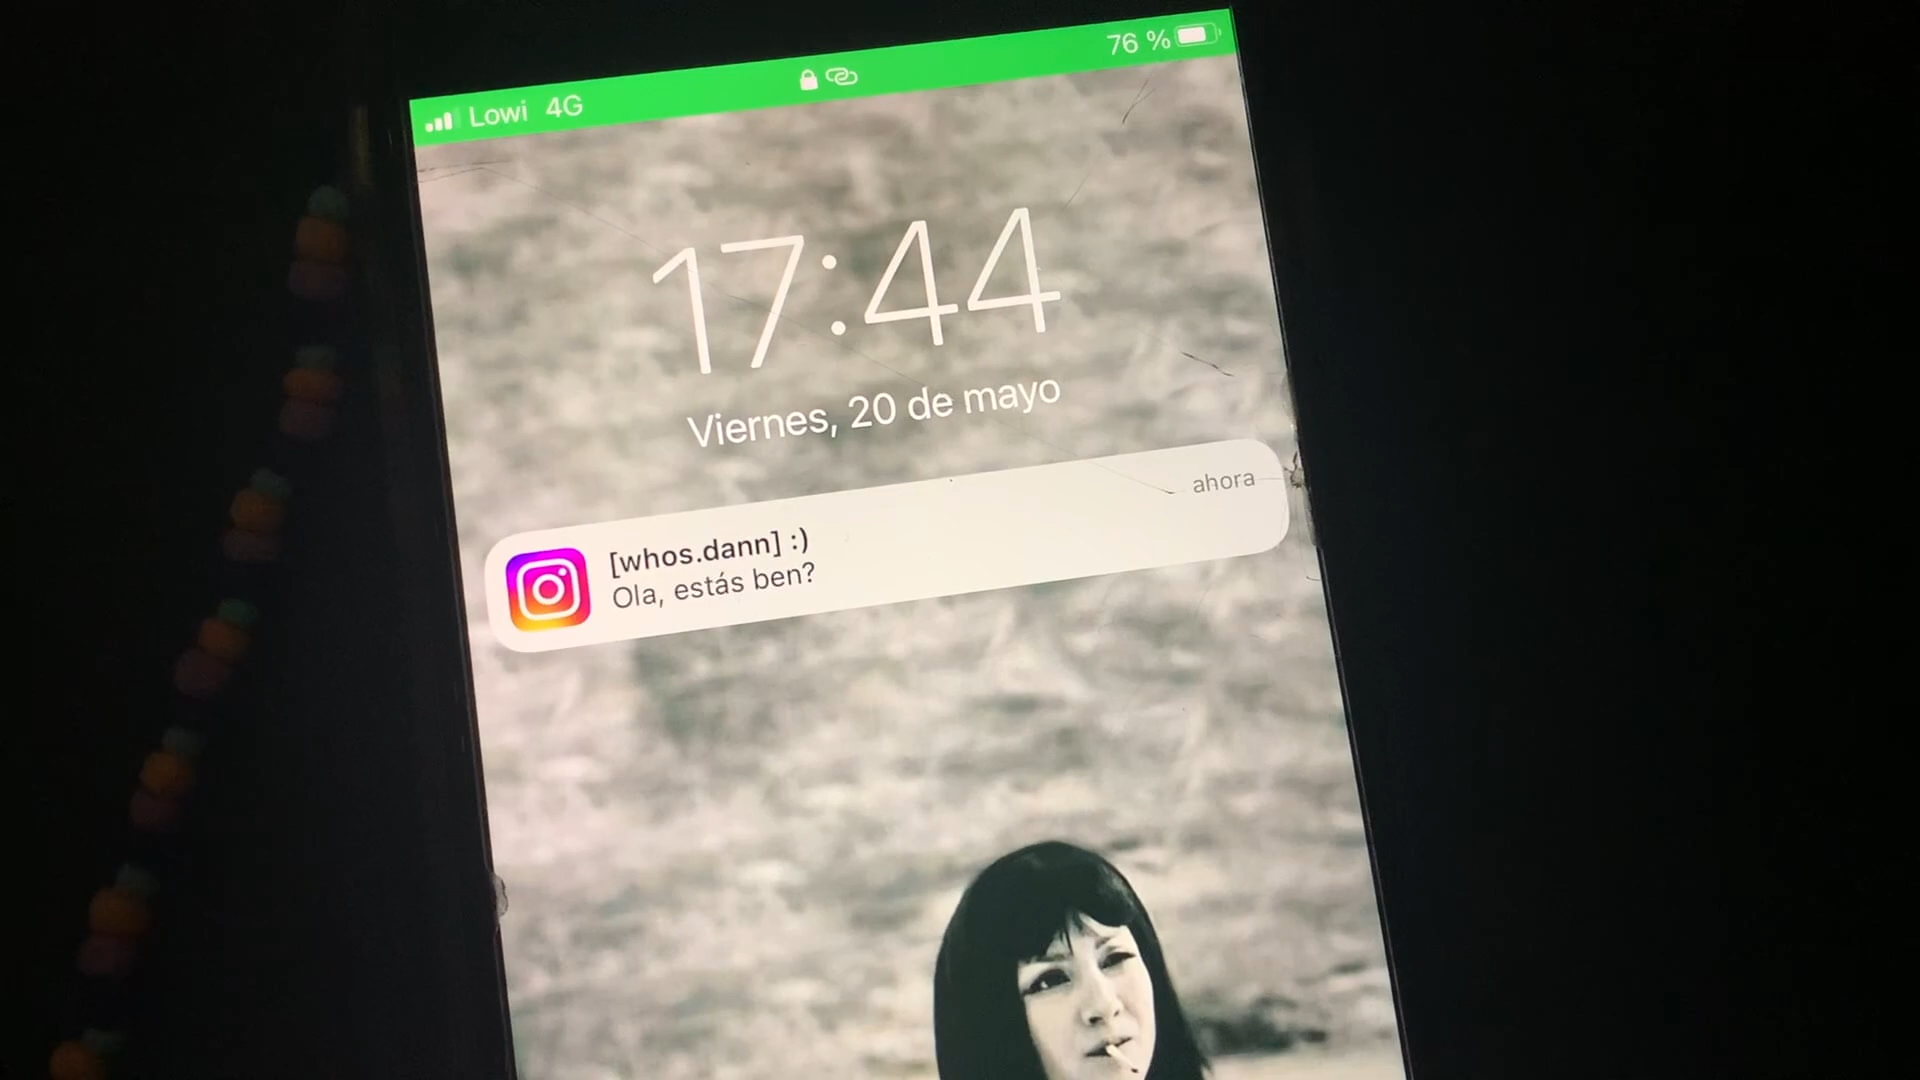 Lowi 4G
76 %
17:44
Viernes, 20 de mayo
ahora
[whos.dann] :)
Ola, estás ben?